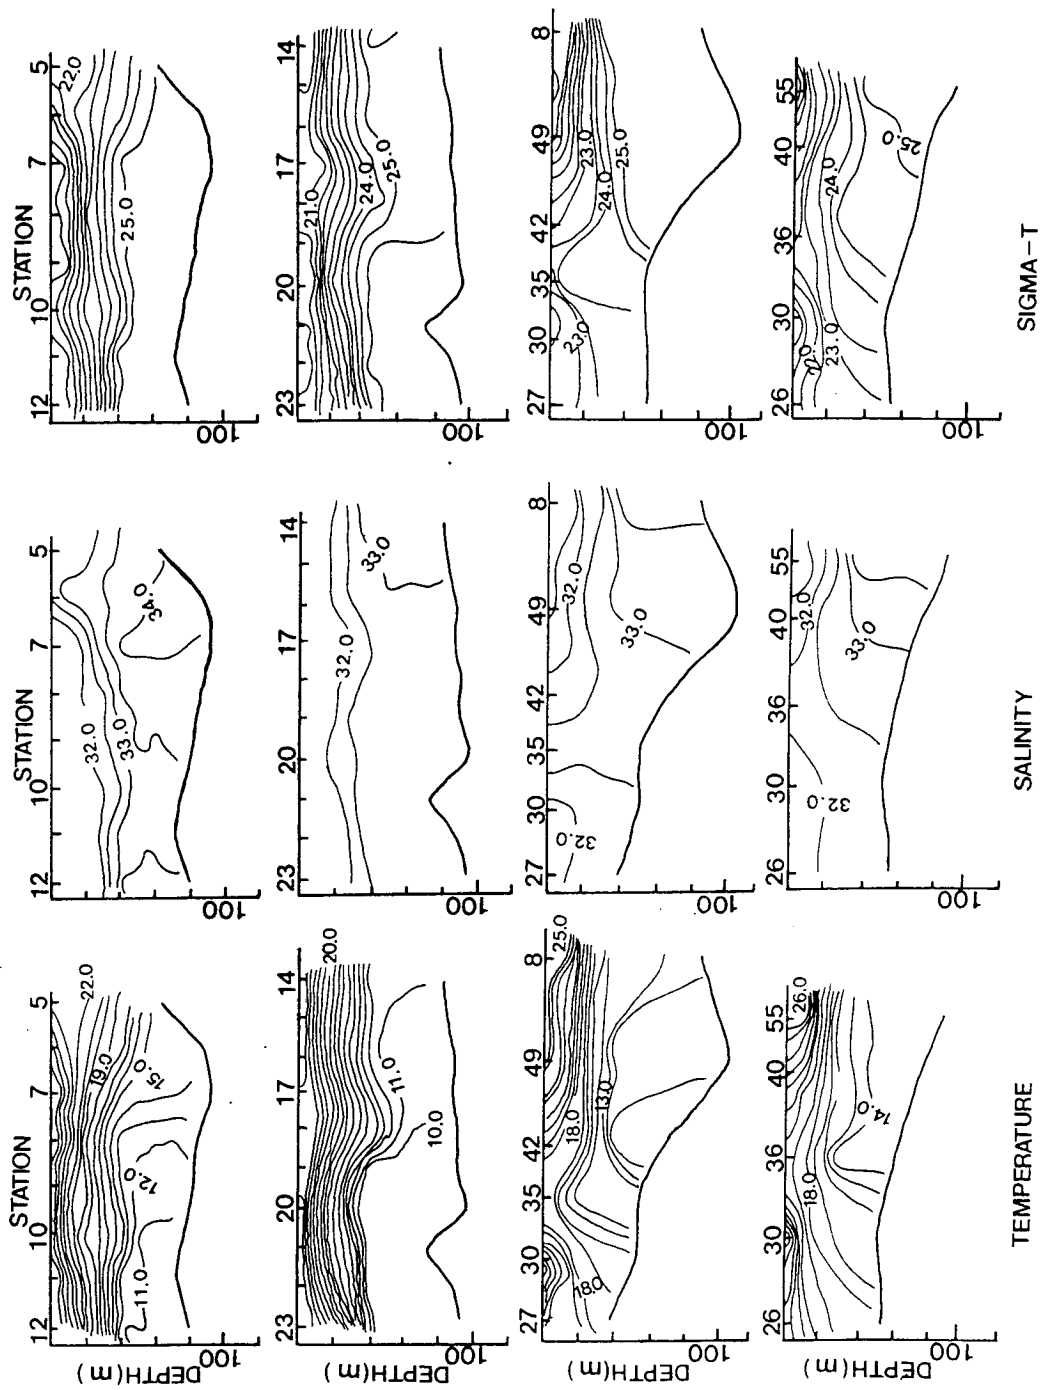 STATION STATION STATION
12 10 7 5 12 10 7 5 12 10 7 5
DEPTH (m)
100
11.0 12.0 15.0 19.0 22.0
100
32.0 33.0 34.0
100
25.0 22.0
23 20 17 14 23 20 17 14 23 20 17 14
DEPTH (m)
100
10.0 11.0 20.0
100
32.0 33.0
100
21.0 24.0 25.0
27 30 35 42 49 8 27 30 35 42 49 8 27 30 35 42 49 8
DEPTH (m)
100
18.0 18.0 13.0 25.0
100
32.0 33.0 32.0
100
23.0 24.0 23.0 25.0
26 30 36 40 55 26 30 36 40 55 26 30 36 40 55
DEPTH (m)
100
18.0 14.0 26.0
100
32.0 33.0 32.0
100
22.0 23.0 24.0 25.0
TEMPERATURE SALINITY SIGMA-T